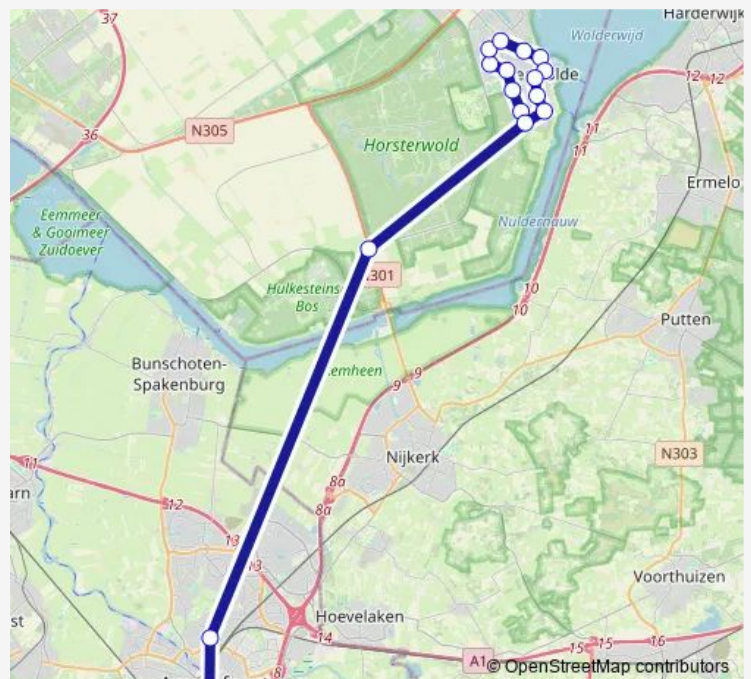 37
Harderwijk
Wolderwijd
12
12
N305
36
11
Horsterwold
11
Ermelo
Eemmeer
& Gooimeer
Zuidoever
Nuldernauw
301
Hulkesteins
Bos
10
10
Putten
Bunschoten-
Spakenburg
9
9
Nijkerk
N303
11
12
8a
8a
13
13
Voorthuizen
Hoevelaken
14
15
15
16
A1
8
© OpenStreetMap contributors